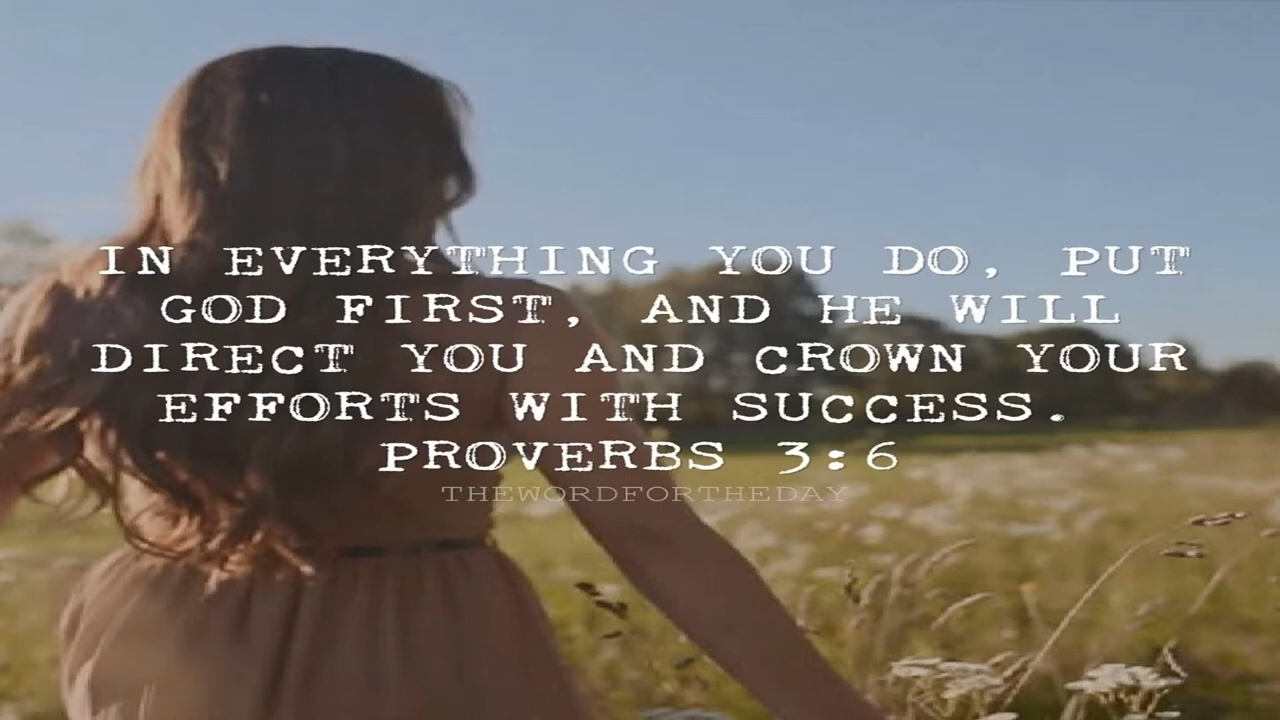 IN EVERYTHING YOU DO, PUT
GOD FIRST, AND HE WILL
DIRECT YOU AND CROWN YOUR
EFFORTS WITH SUCCESS.
PROVERBS 3:6
THEWORDFORTHEDAY